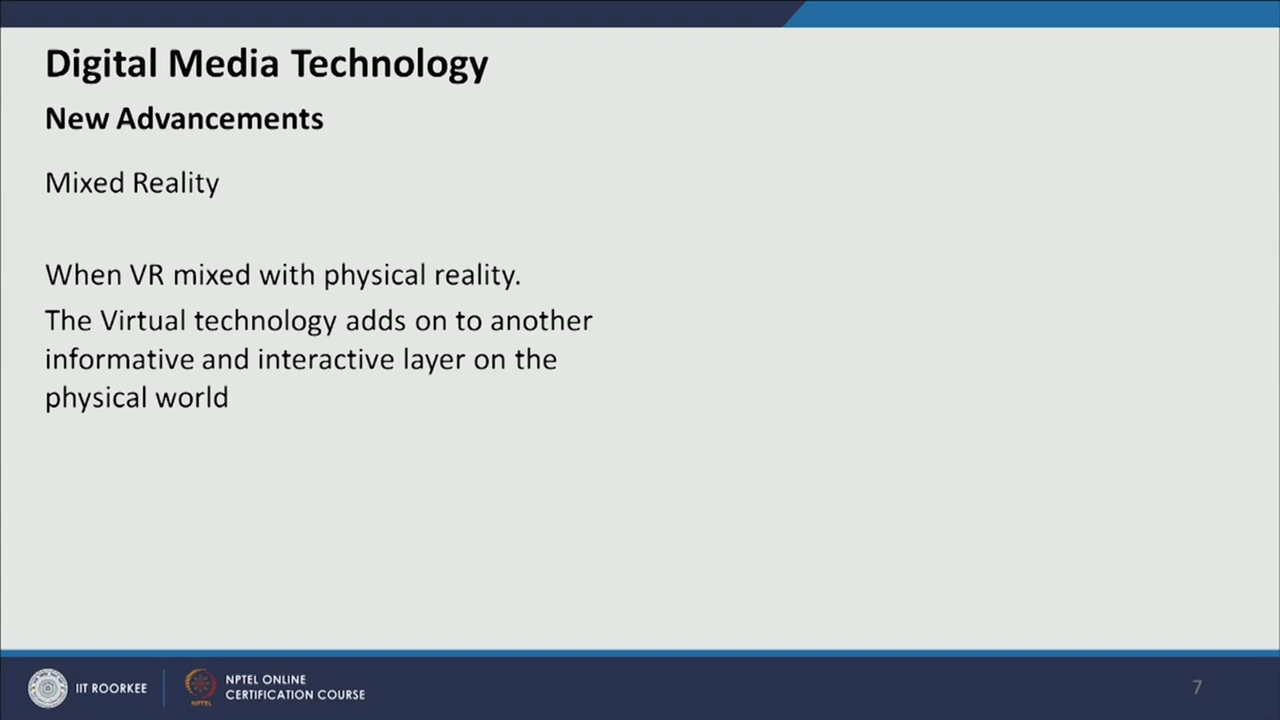 Digital Media Technology
New Advancements
Mixed Reality
When VR mixed with physical reality.
The Virtual technology adds on to another
informative and interactive layer on the
physical world
IIT ROORKEE
NPTEL
NPTEL ONLINE
CERTIFICATION COURSE
7